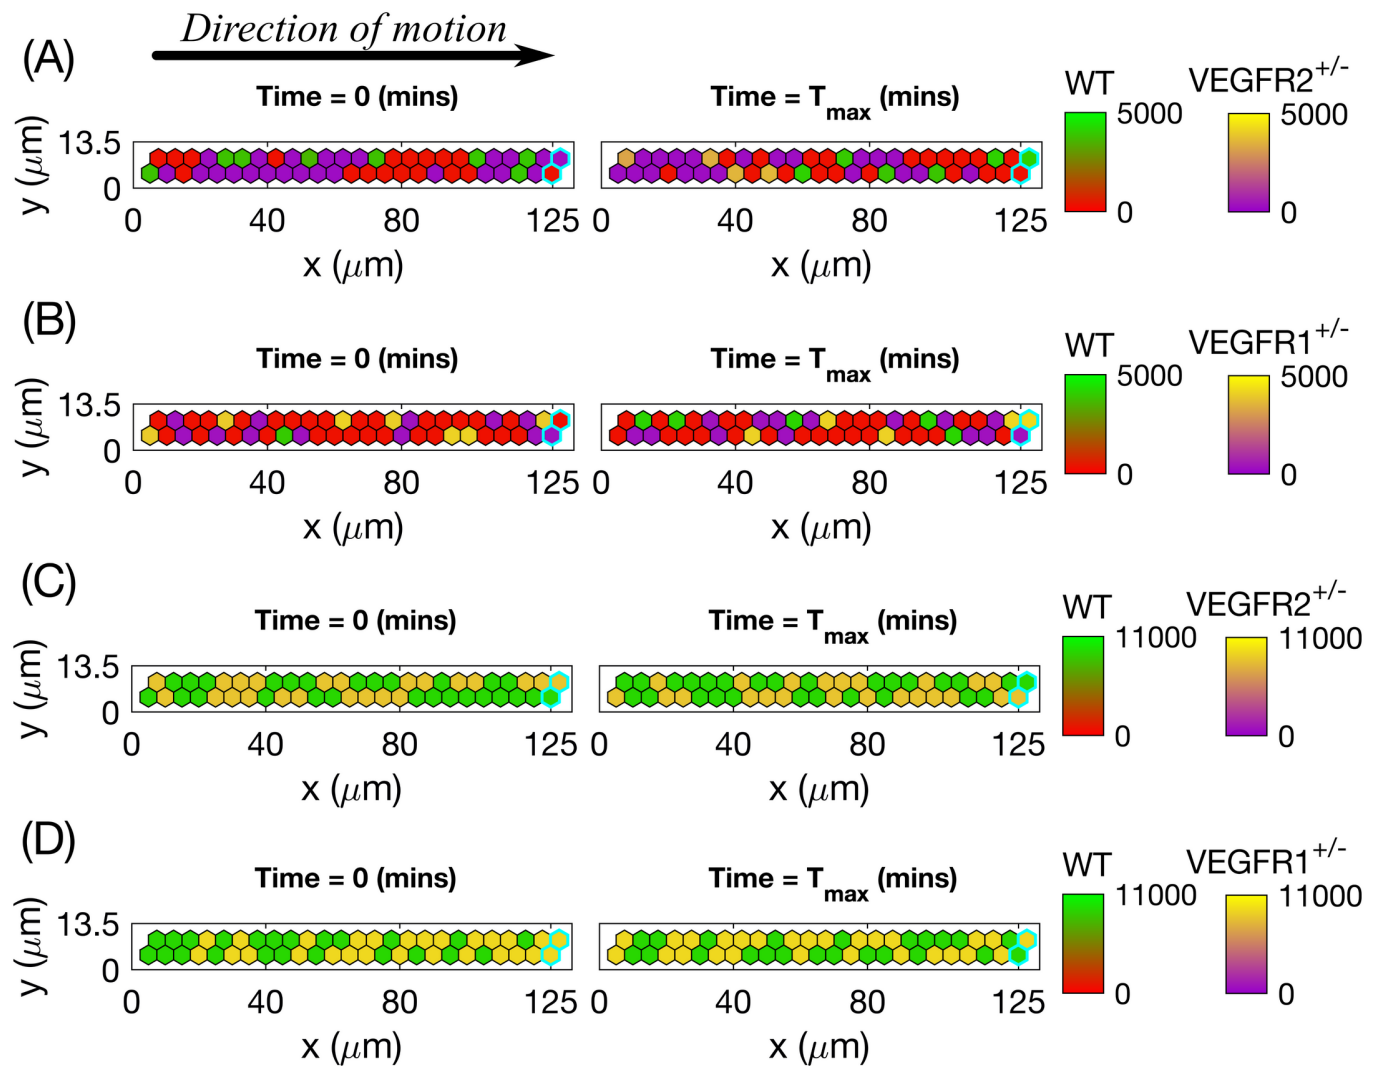 Direction of motion
(A)
Time = 0 (mins)
Time = Tmax (mins)
WT
VEGFR2+/-
5000
5000
0
0
y (μm)
13.5
0
0 40 80 125
0 40 80 125
x (μm)
x (μm)
(B)
Time = 0 (mins)
Time = Tmax (mins)
WT
VEGFR1+/-
5000
5000
0
0
y (μm)
13.5
0
0 40 80 125
0 40 80 125
x (μm)
x (μm)
(C)
Time = 0 (mins)
Time = Tmax (mins)
WT
VEGFR2+/-
11000
11000
0
0
y (μm)
13.5
0
0 40 80 125
0 40 80 125
x (μm)
x (μm)
(D)
Time = 0 (mins)
Time = Tmax (mins)
WT
VEGFR1+/-
11000
11000
0
0
y (μm)
13.5
0
0 40 80 125
0 40 80 125
x (μm)
x (μm)